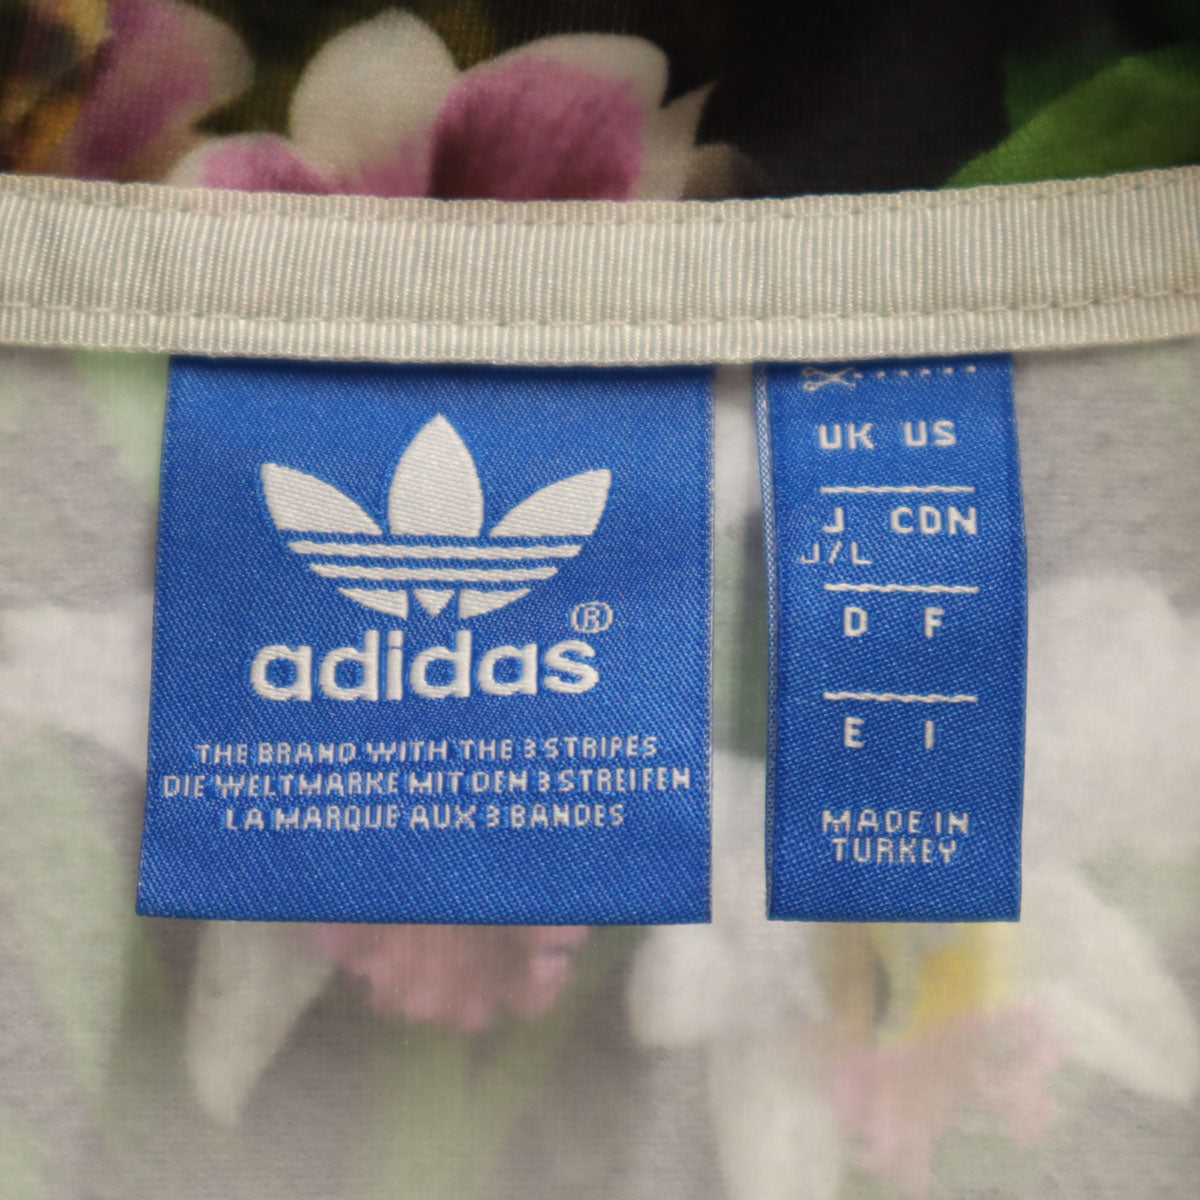 adidas®
THE BRAND WITH THE 3 STRIPES
DIE WELTMARKE MIT DEN 3 STREIFEN
LA MARQUE AUX 3 BANDES
UK US
J CDN
J/L
D F
E I
MADE IN
TURKEY